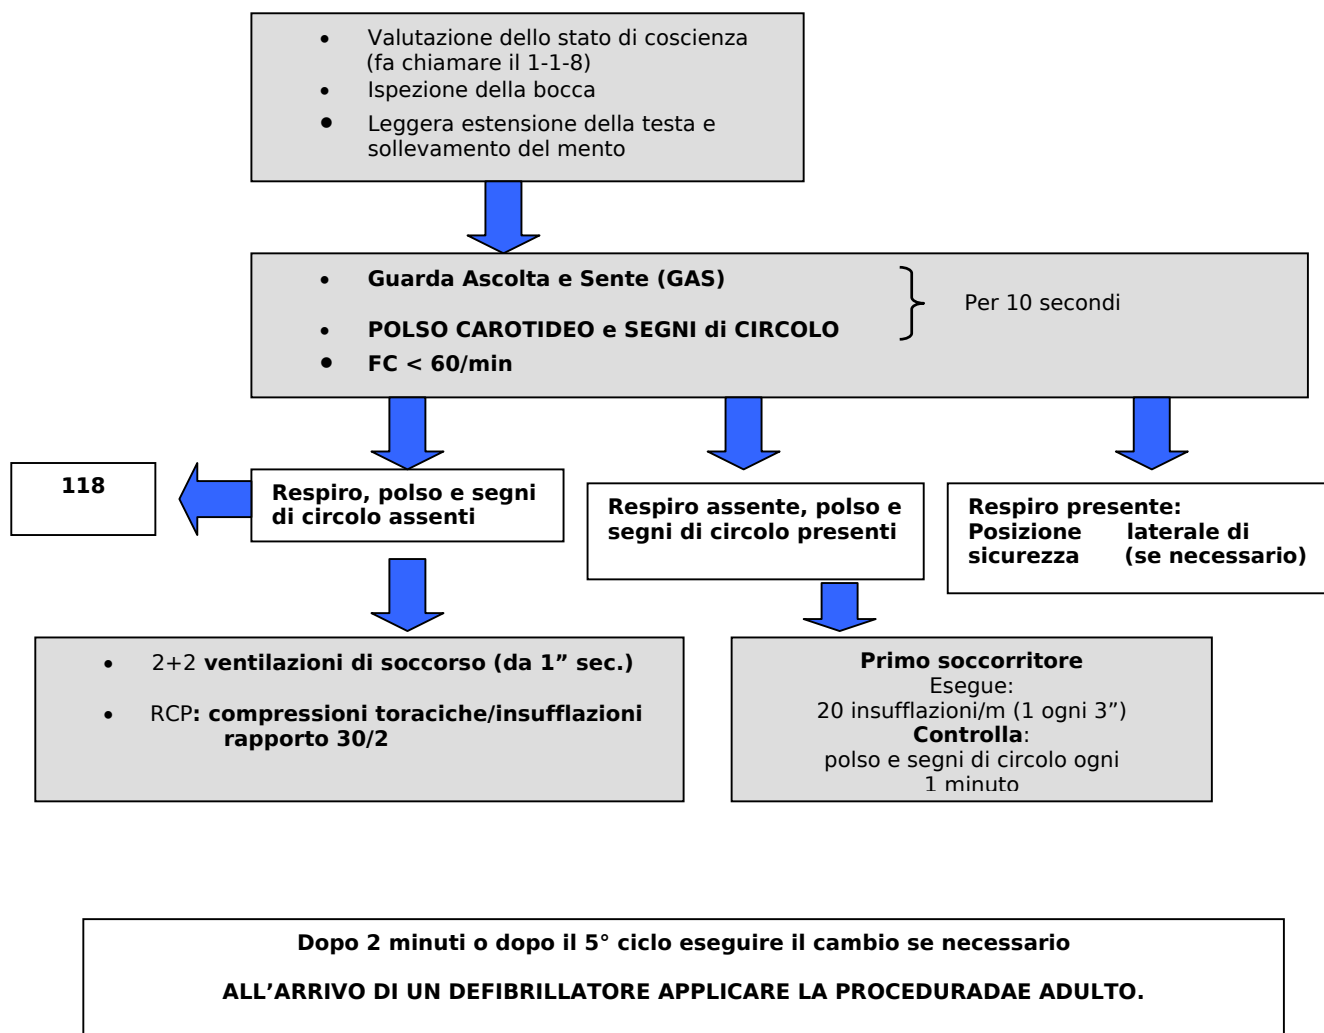 • Valutazione dello stato di coscienza
(fa chiamare il 1-1-8)
• Ispezione della bocca
• Leggera estensione della testa e
sollevamento del mento
• Guarda Ascolta e Sente (GAS)
Per 10 secondi
• POLSO CAROTIDEO e SEGNI di CIRCOLO
• FC < 60/min
118
Respiro, polso e segni
di circolo assenti
Respiro assente, polso e
segni di circolo presenti
Respiro presente:
Posizione laterale di
sicurezza (se necessario)
• 2+2 ventilazioni di soccorso (da 1” sec.)
• RCP: compressioni toraciche/insufflazioni
rapporto 30/2
Primo soccorritore
Esegue:
20 insufflazioni/m (1 ogni 3”)
Controlla:
polso e segni di circolo ogni
1 minuto
Dopo 2 minuti o dopo il 5° ciclo eseguire il cambio se necessario
ALL’ARRIVO DI UN DEFIBRILLATORE APPLICARE LA PROCEDURADAE ADULTO.